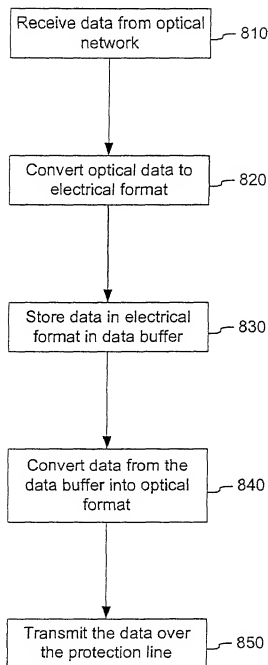 Receive data from optical
network
810
Convert optical data to
electrical format
820
Store data in electrical
format in data buffer
830
Convert data from the
data buffer into optical
format
840
Transmit the data over
the protection line
850